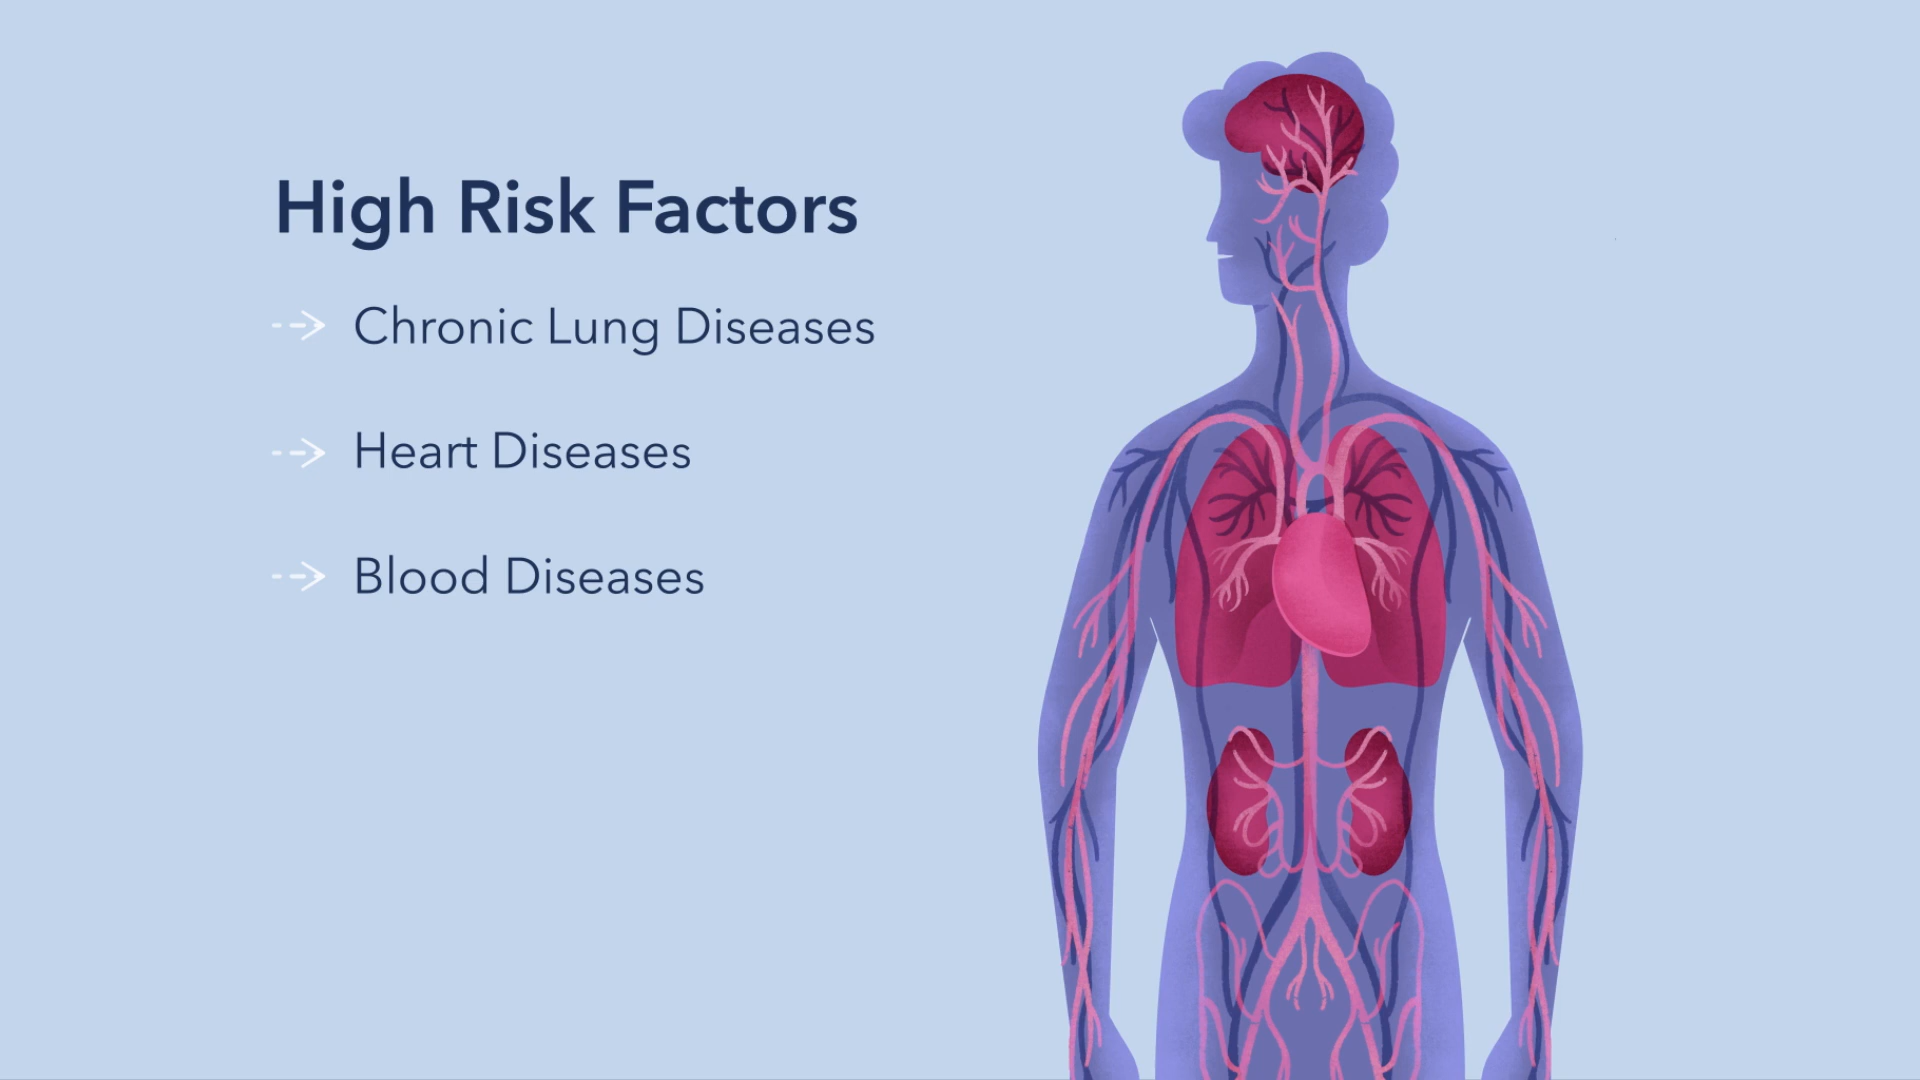 High Risk Factors
Chronic Lung Diseases
Heart Diseases
Blood Diseases